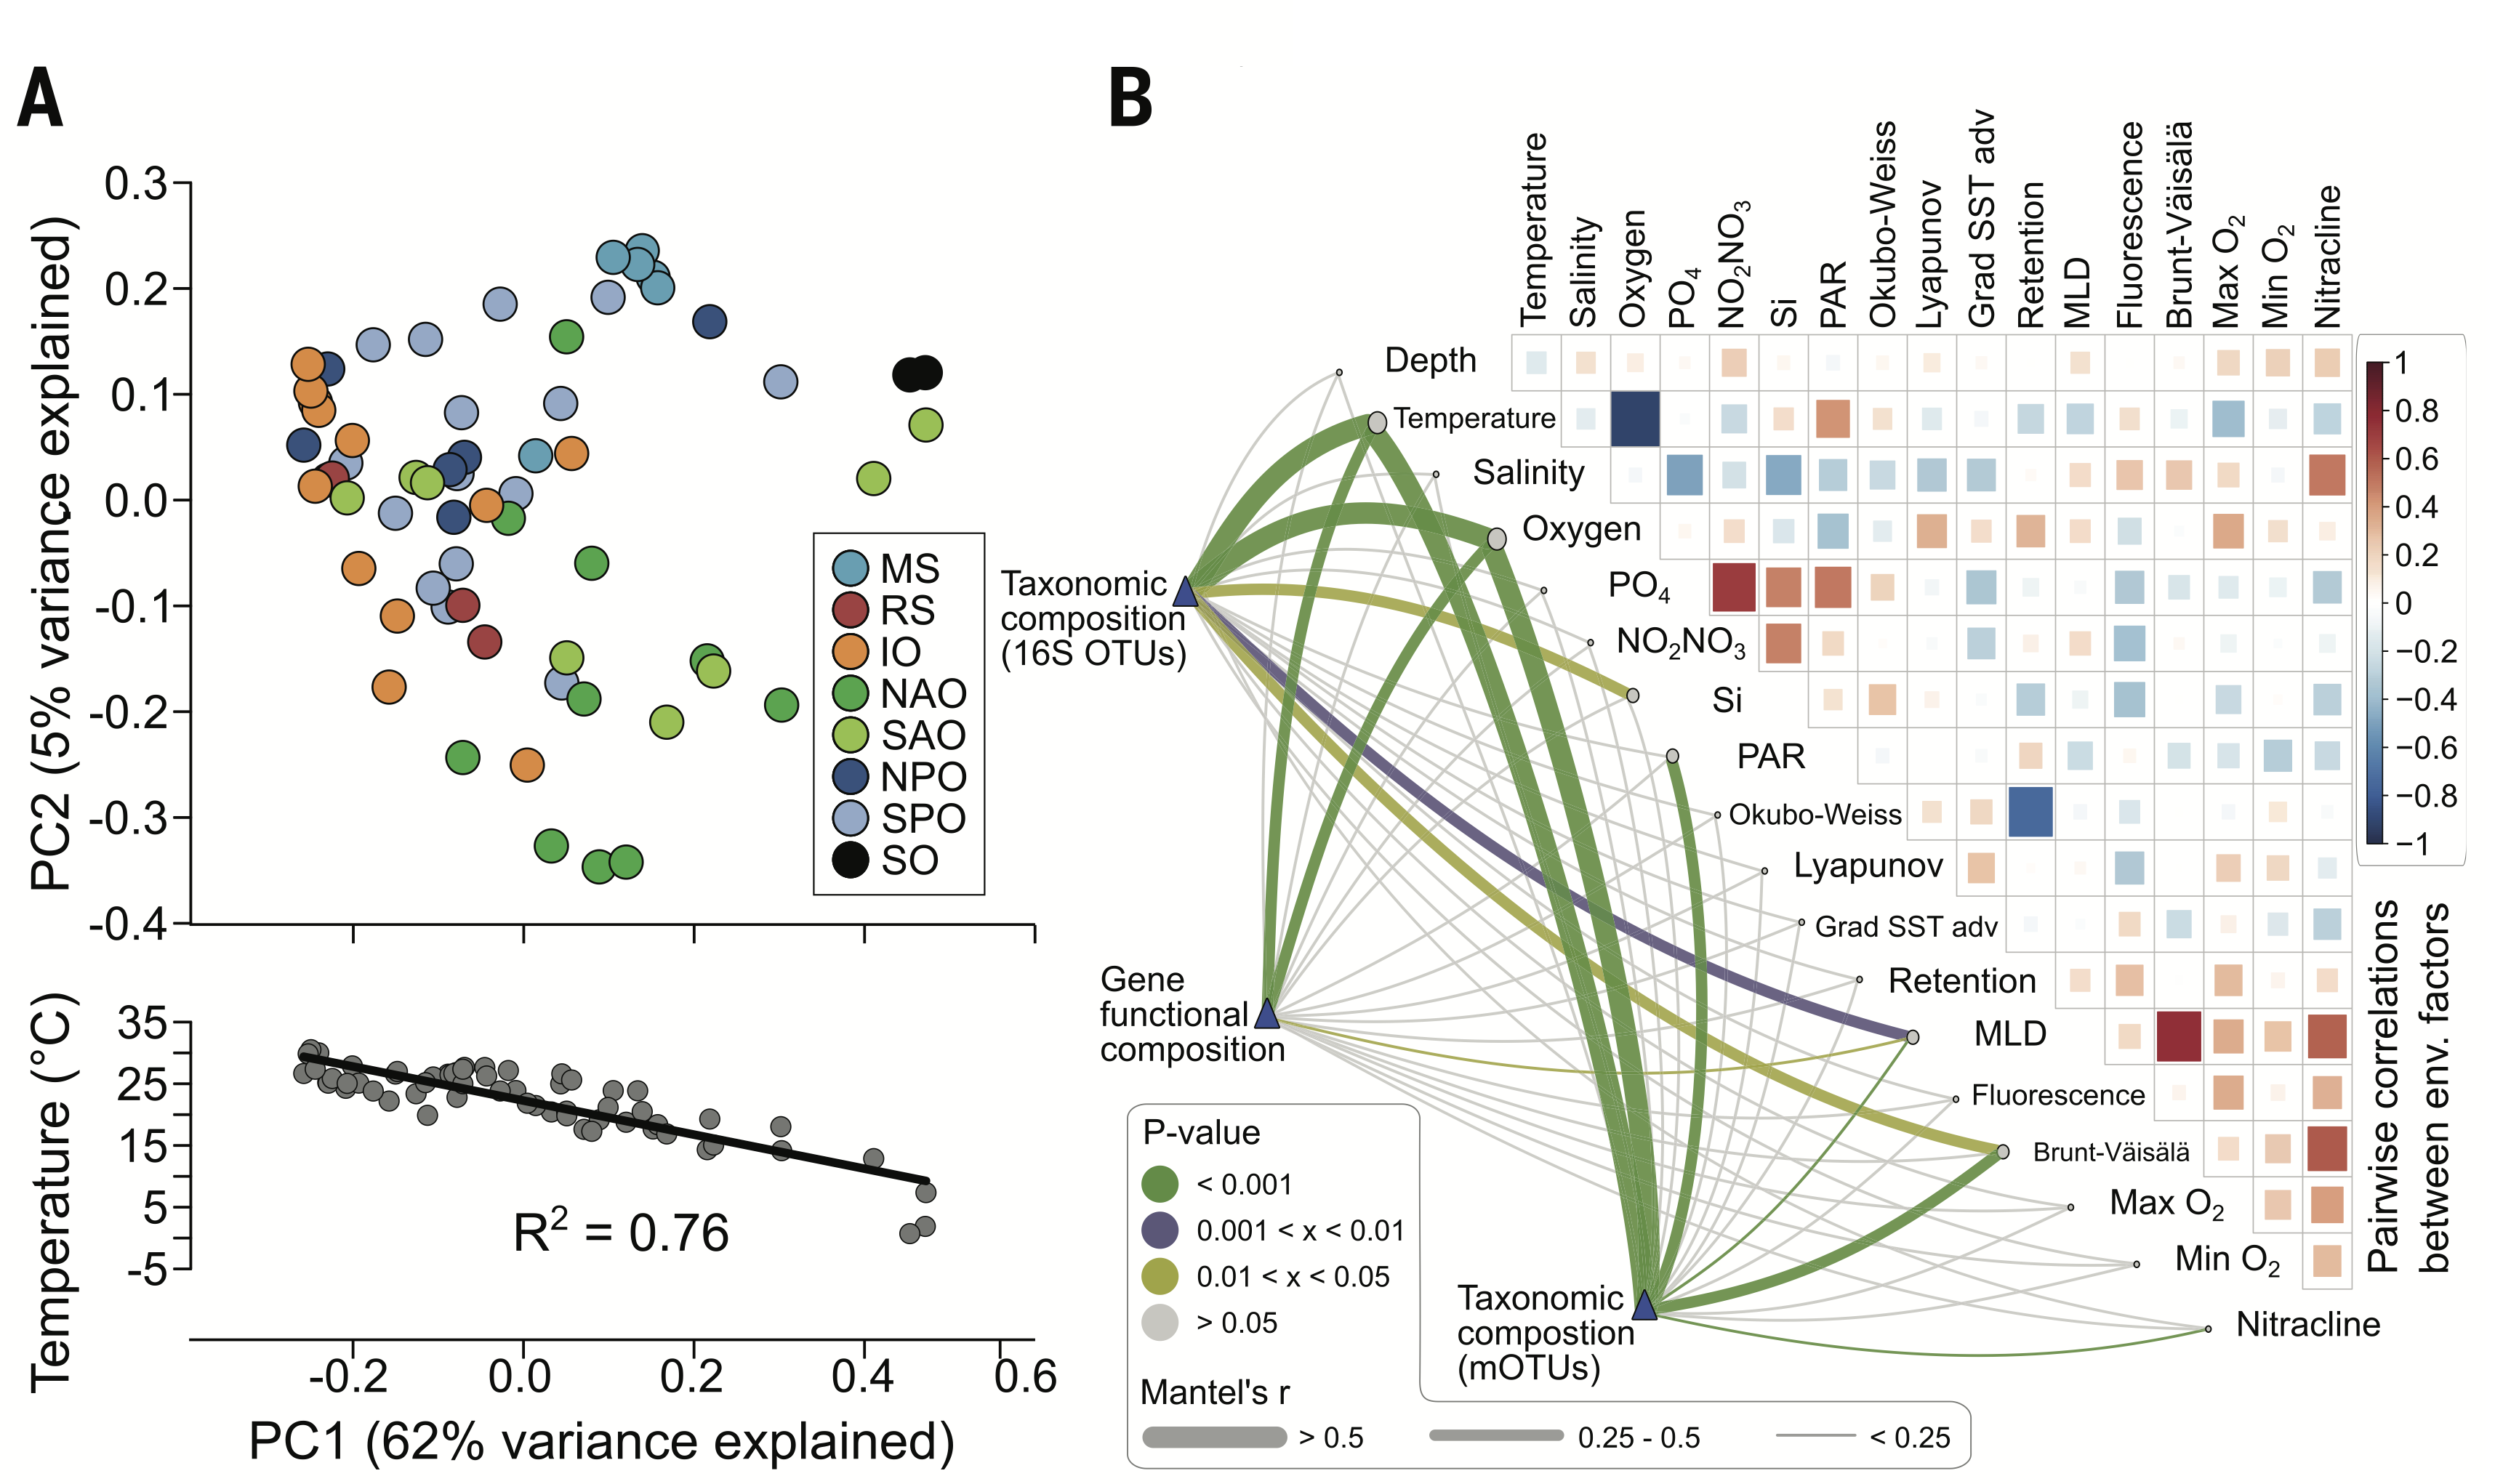 A
0.3
0.2
0.1
0.0
-0.1
-0.2
-0.3
-0.4
PC2 (5% variance explained)
MS
RS
IO
NAO
SAO
NPO
SPO
SO
35
25
15
5
-5
Temperature (°C)
R² = 0.76
-0.2 0.0 0.2 0.4 0.6
PC1 (62% variance explained)
B
Temperature
Salinity
Oxygen
PO₄
NO₂NO₃
Si
PAR
Okubo-Weiss
Lyapunov
Grad SST adv
Retention
MLD
Fluorescence
Brunt-Väisälä
Max O₂
Min O₂
Nitracline
Depth
Temperature
Salinity
Oxygen
PO₄
NO₂NO₃
Si
PAR
Okubo-Weiss
Lyapunov
Grad SST adv
Retention
MLD
Fluorescence
Brunt-Väisälä
Max O₂
Min O₂
Nitracline
1
0.8
0.6
0.4
0.2
0
−0.2
−0.4
−0.6
−0.8
−1
Pairwise correlations
between env. factors
Taxonomic
composition
(16S OTUs)
Gene
functional
composition
Taxonomic
compostion
(mOTUs)
P-value
< 0.001
0.001 < x < 0.01
0.01 < x < 0.05
> 0.05
Mantel's r
> 0.5
0.25 - 0.5
< 0.25